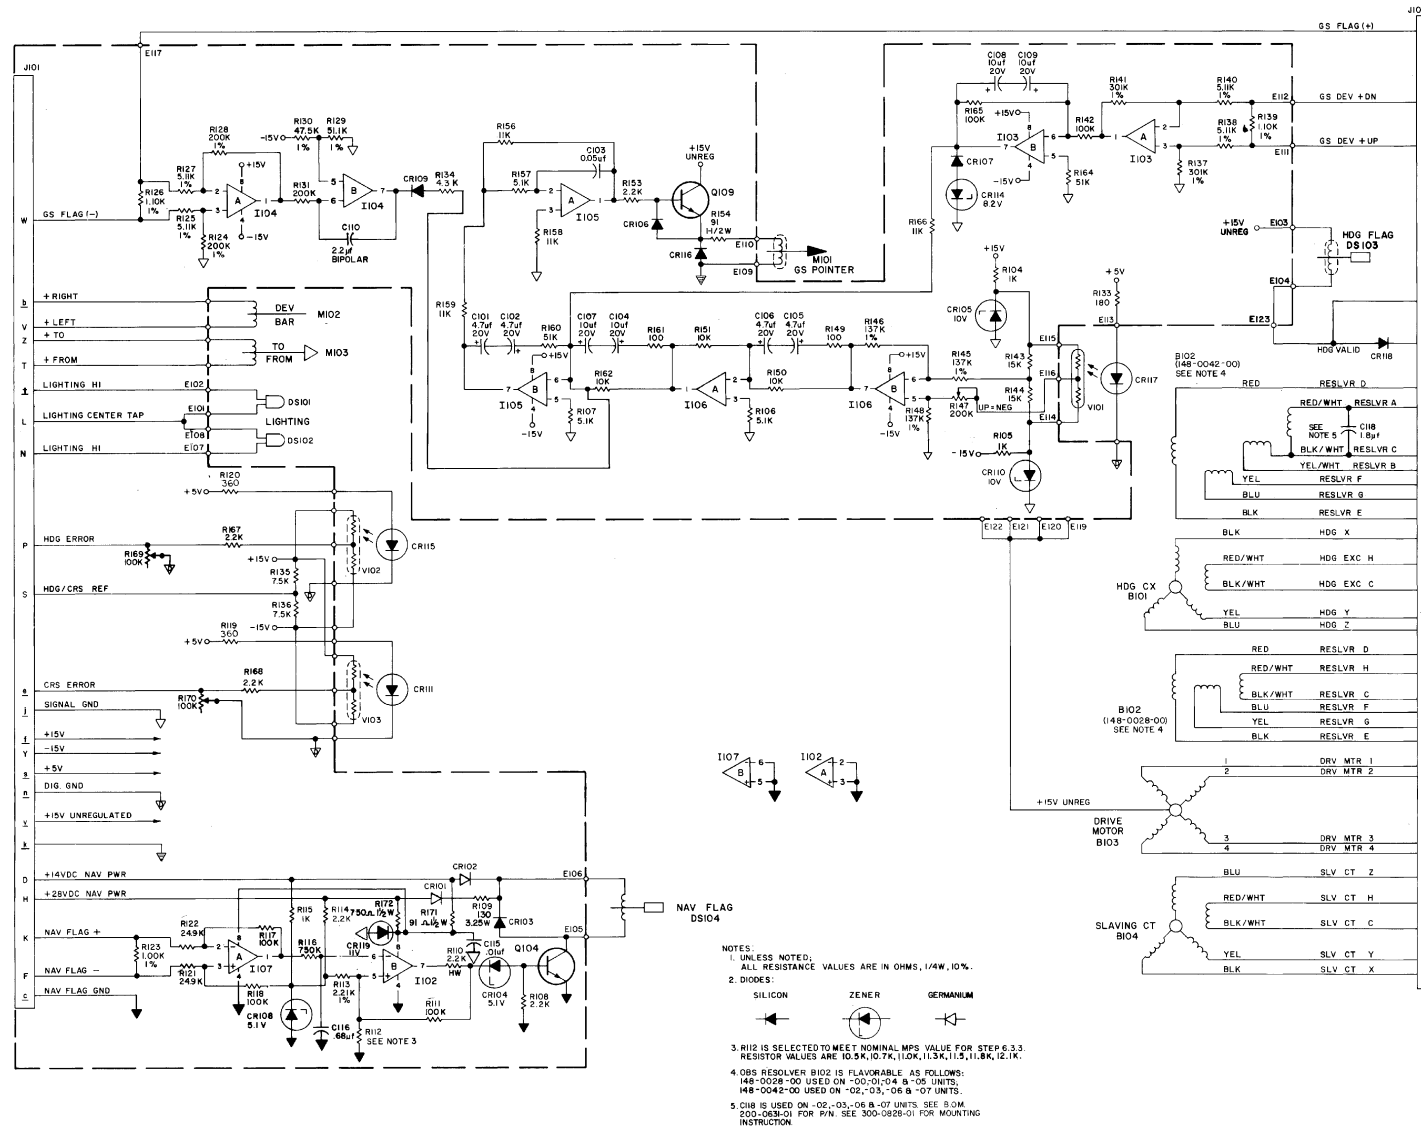 J10
GS FLAG (+)
E117
J101
C108 10uf 20V
C109 10uf 20V
R141 301K 1%
R140 5.11K 1%
E112
GS DEV +DN
R165 100K
+15V
R142 100K
I103
R138 5.11K 1%
R139 1.10K 1%
E111
GS DEV +UP
R130 47.5K 1%
R129 51.1K 1%
-15V
R128 200K 1%
R156 11K
C103 0.05uf
+15V UNREG
CR107
-15V
R164 51K
I103
R137 301K 1%
R127 5.11K 1%
+15V
R126 1.10K 1%
R131 200K
I104
I104
CR109
R134 4.3K
R157 5.1K
R153 2.2K
Q109
CR114 8.2V
W
GS FLAG (-)
R125 5.11K 1%
R124 200K 1%
-15V
C110 2.2µf BIPOLAR
I105
R158 11K
CR106
R154 91 H/2W
E110
CR116
E109
M101 GS POINTER
R166 11K
+15V UNREG
E103
HDG FLAG DS103
+15V
R104 1K
+5V
R133 180
E104
b
+ RIGHT
DEV BAR
M102
V
+ LEFT
Z
+ TO
TO FROM
M103
T
+ FROM
R159 11K
C101 4.7uf 20V
C102 4.7uf 20V
R160 51K
C107 10uf 20V
C104 10uf 20V
R161 100
R151 10K
C106 4.7uf 20V
C105 4.7uf 20V
R149 100
R146 137K 1%
CR105 10V
E113
E115
E123
HDG VALID
CR118
t
LIGHTING HI
E102
DS101
+15V
R162 10K
R150 10K
+15V
R145 137K 1%
R143 15K
E116
CR117
B102 (148-0042-00) SEE NOTE 4
RED
RESLVR D
L
LIGHTING CENTER TAP
E101
LIGHTING
E108
DS102
N
LIGHTING HI
E107
I105
-15V
R107 5.1K
I106
R106 5.1K
I106
-15V
R148 137K 1%
R147 200K
UP=NEG
R144 15K
E114
V101
RED/WHT
RESLVR A
SEE NOTE 5
C118 1.8µf
BLK/WHT
RESLVR C
YEL/WHT
RESLVR B
R105 1K
-15V
CR110 10V
YEL
RESLVR F
BLU
RESLVR G
BLK
RESLVR E
+5V
R120 360
E122
E121
E120
E119
P
HDG ERROR
R167 2.2K
R169 100K
CR115
V102
+15V
R135 7.5K
S
HDG/CRS REF
R136 7.5K
-15V
BLK
HDG X
RED/WHT
HDG EXC H
BLK/WHT
HDG EXC C
HDG CX B101
YEL
HDG Y
BLU
HDG Z
R119 360
+5V
e
CRS ERROR
R168 2.2K
R170 100K
CR111
V103
RED
RESLVR D
RED/WHT
RESLVR H
BLK/WHT
RESLVR C
BLU
RESLVR F
YEL
RESLVR G
BLK
RESLVR E
B102 (148-0028-00) SEE NOTE 4
j
SIGNAL GND
f
+15V
Y
-15V
s
+5V
n
DIG. GND
v
+15V UNREGULATED
k
I107
I102
+15V UNREG
DRIVE MOTOR B103
1
DRV MTR 1
2
DRV MTR 2
3
DRV MTR 3
4
DRV MTR 4
D
+14VDC NAV PWR
CR102
E106
H
+28VDC NAV PWR
CR101
BLU
SLV CT Z
RED/WHT
SLV CT H
BLK/WHT
SLV CT C
SLAVING CT B104
YEL
SLV CT Y
BLK
SLV CT X
R115 1K
R114 2.2K
R172 750Ω 1/2W
R171 91 Ω 1/2W
R109 130 3.25W
CR103
NAV FLAG DS104
E105
K
NAV FLAG +
R122 24.9K
R117 100K
R116 750K
CR119 11V
C115 .01uf
R110 2.2K HW
Q104
R123 1.00K 1%
I107
F
NAV FLAG -
R121 24.9K
R118 100K
R113 2.21K 1%
I102
CR104 5.1V
R108 2.2K
c
NAV FLAG GND
CR108 5.1V
C116 .68uf
R111 100K
R112 SEE NOTE 3
NOTES:
1. UNLESS NOTED;
ALL RESISTANCE VALUES ARE IN OHMS, 1/4W, 10%.
2. DIODES:
SILICON
ZENER
GERMANIUM
3. R112 IS SELECTED TO MEET NOMINAL MPS VALUE FOR STEP 6.3.3.
RESISTOR VALUES ARE 10.5K, 10.7K, 11.0K, 11.3K, 11.5, 11.8K, 12.1K.
4. OBS RESOLVER B102 IS FLAVORABLE AS FOLLOWS:
148-0028-00 USED ON -00,-01,-04 & -05 UNITS,
148-0042-00 USED ON -02,-03,-06 & -07 UNITS.
5. C118 IS USED ON -02,-03,-06 & -07 UNITS. SEE B.O.M.
200-0631-01 FOR P/N. SEE 300-0828-01 FOR MOUNTING
INSTRUCTION.